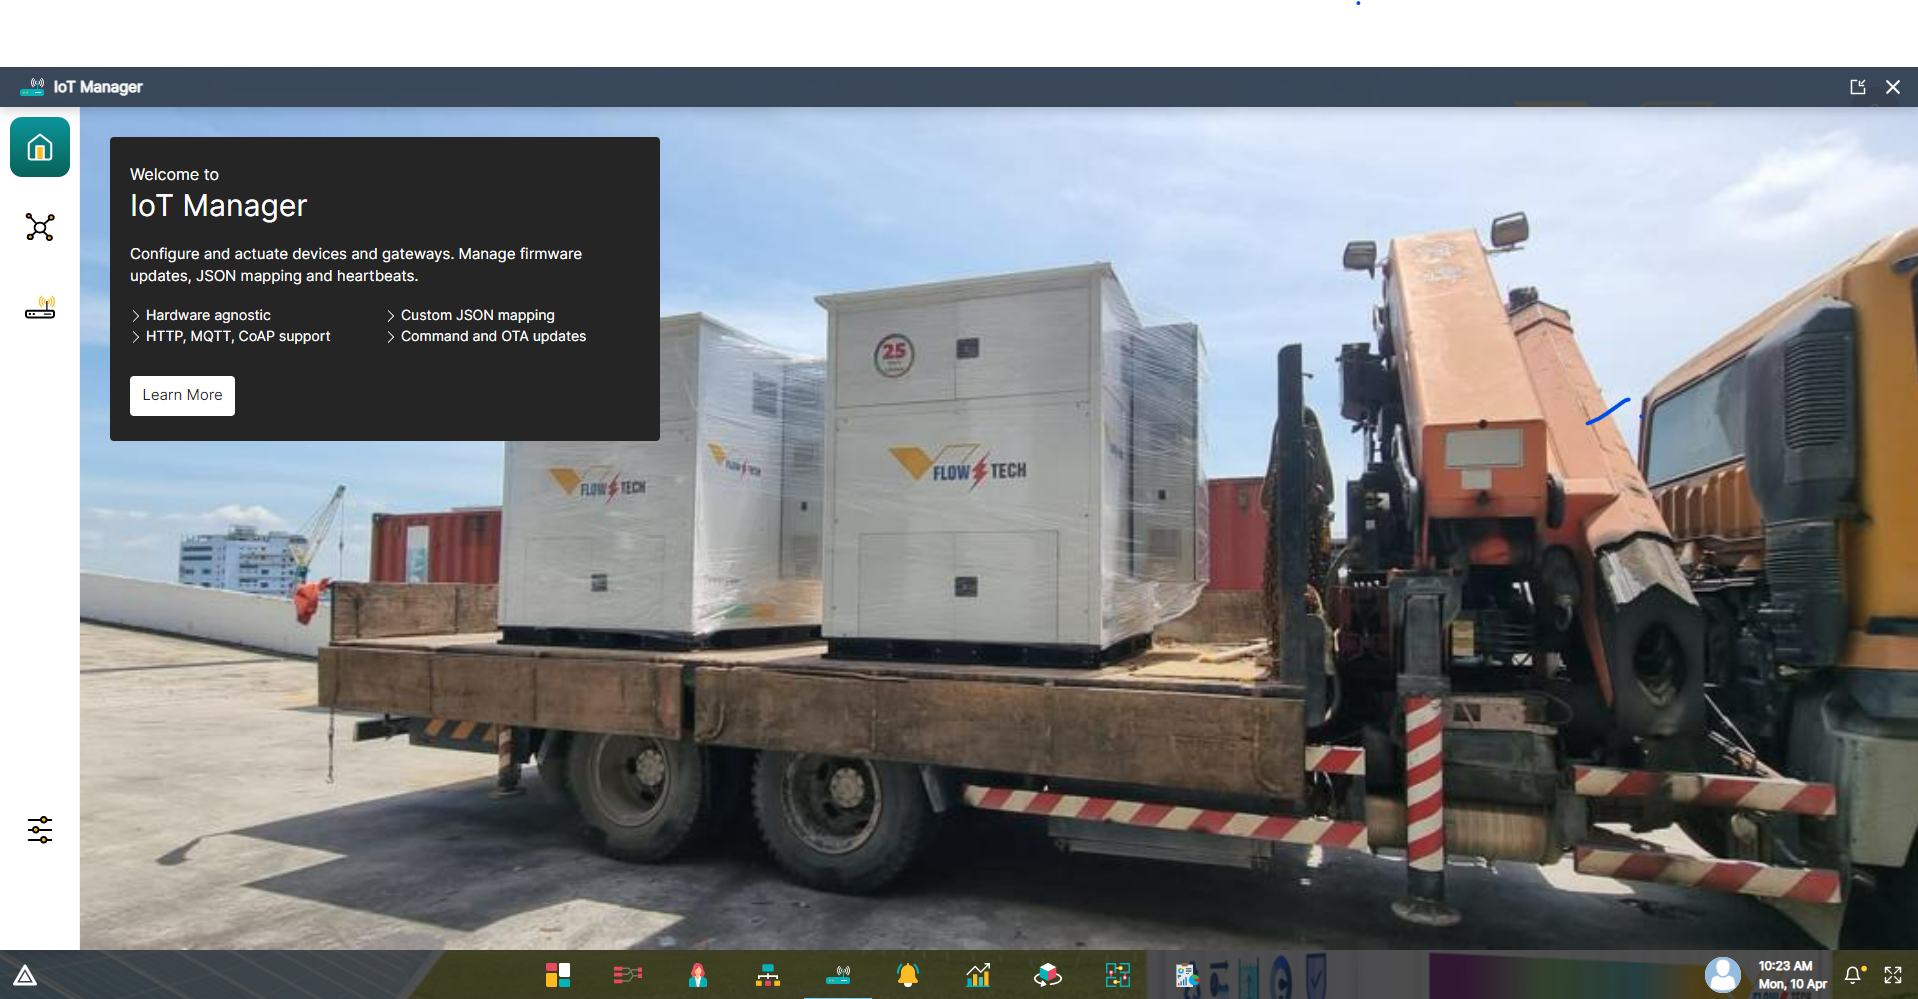 IoT Manager
Welcome to
IoT Manager
Configure and actuate devices and gateways. Manage firmware
updates, JSON mapping and heartbeats.
Hardware agnostic
Custom JSON mapping
HTTP, MQTT, CoAP support
Command and OTA updates
Learn More
25
FLOW TECH
FLOW TECH
FLOW TECH
10:23 AM
Mon, 10 Apr